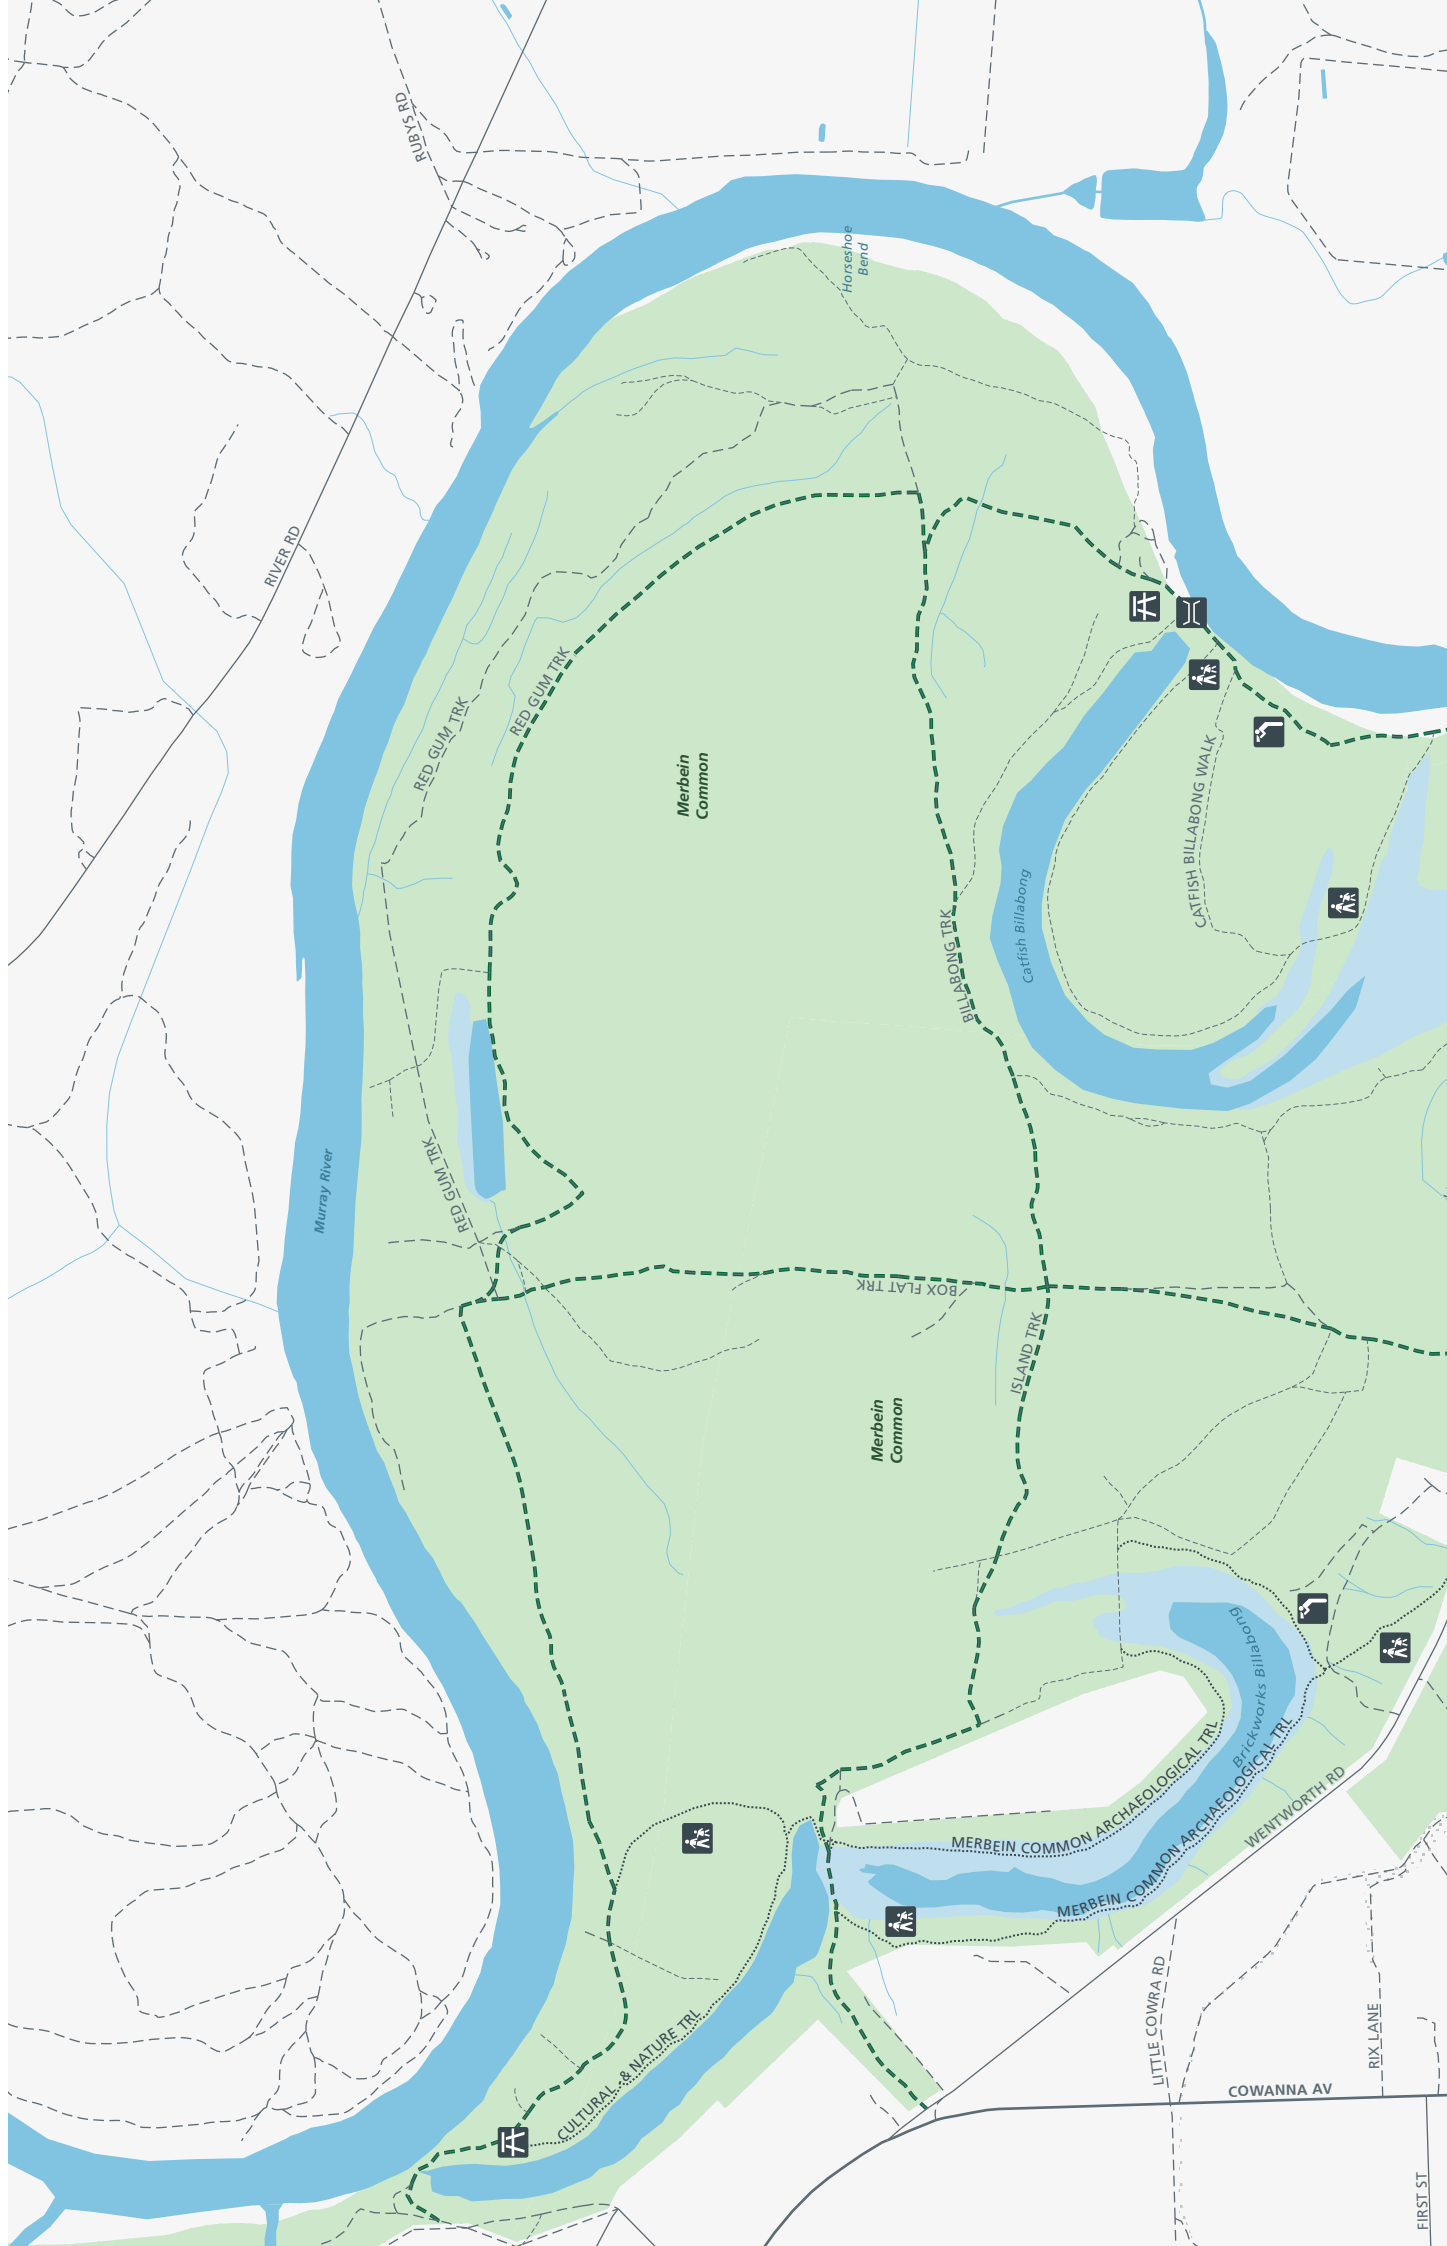 RUBYS RD
Horseshoe
Bend
RIVER RD
RED GUM TRK
RED GUM TRK
Merbein
Common
CATFISH BILLABONG WALK
Catfish Billabong
BILLABONG TRK
Murray River
RED GUM TRK
BOX FLAT TRK
ISLAND TRK
Merbein
Common
Brickworks Billabong
MERBEIN COMMON ARCHAEOLOGICAL TRL
MERBEIN COMMON ARCHAEOLOGICAL TRL
WENTWORTH RD
CULTURAL & NATURE TRL
LITTLE COWRA RD
RIX LANE
COWANNA AV
FIRST ST